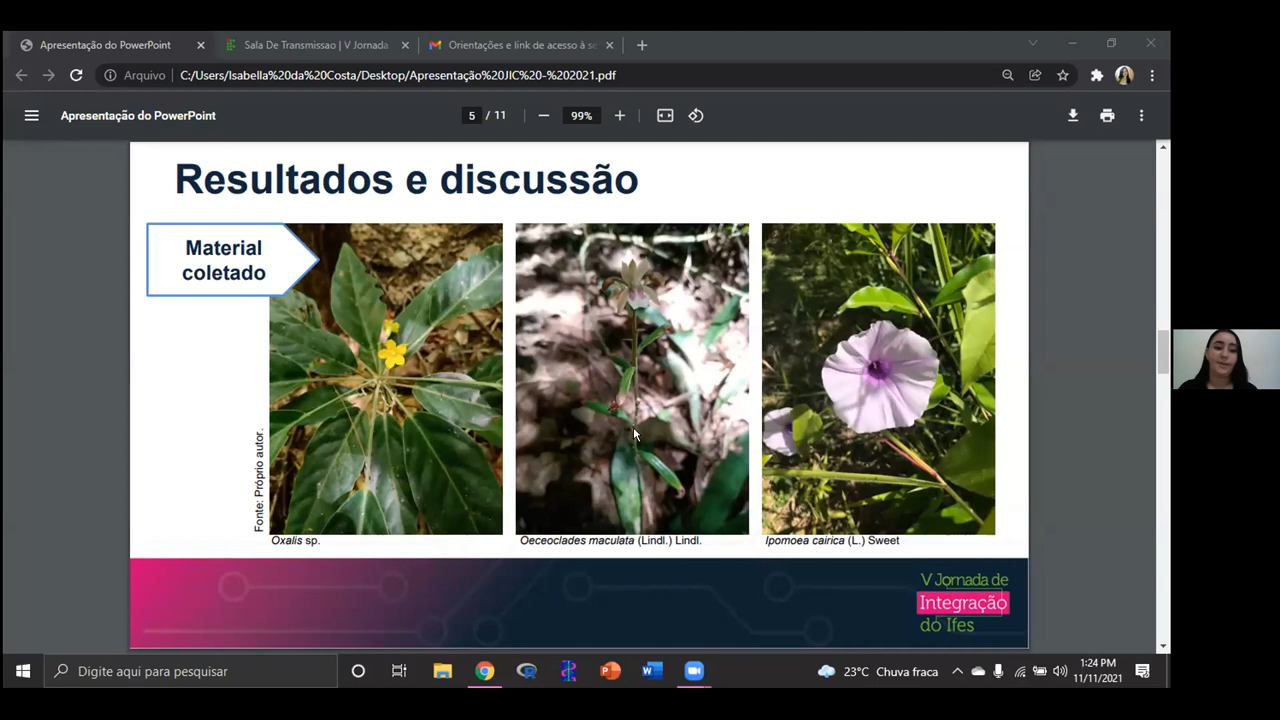 Apresentação do PowerPoint
Sala De Transmissao | V Jornada
Orientações e link de acesso à se
Arquivo
C:/Users/Isabella%20da%20Costa/Desktop/Apresentação%20JIC%20-%202021.pdf
Apresentação do PowerPoint
5 / 11
99%
Resultados e discussão
Material
coletado
Fonte: Próprio autor.
Oxalis sp.
Oeceoclades maculata (Lindl.) Lindl.
Ipomoea cairica (L.) Sweet
V Jornada de
Integração
do Ifes
Digite aqui para pesquisar
23°C Chuva fraca
1:24 PM
11/11/2021